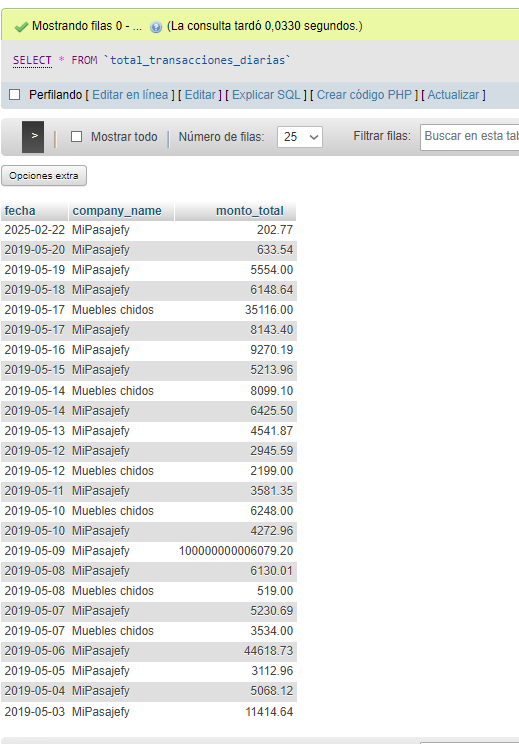 Mostrando filas 0 - ... (La consulta tardó 0,0330 segundos.)
SELECT * FROM `total_transacciones_diarias`
Perfilando [ Editar en línea ] [ Editar ] [ Explicar SQL ] [ Crear código PHP ] [ Actualizar ]
> | Mostrar todo | Número de filas: 25 Filtrar filas: Buscar en esta tab
Opciones extra
fecha company_name monto_total
2025-02-22 MiPasajefy 202.77
2019-05-20 MiPasajefy 633.54
2019-05-19 MiPasajefy 5554.00
2019-05-18 MiPasajefy 6148.64
2019-05-17 Muebles chidos 35116.00
2019-05-17 MiPasajefy 8143.40
2019-05-16 MiPasajefy 9270.19
2019-05-15 MiPasajefy 5213.96
2019-05-14 Muebles chidos 8099.10
2019-05-14 MiPasajefy 6425.50
2019-05-13 MiPasajefy 4541.87
2019-05-12 MiPasajefy 2945.59
2019-05-12 Muebles chidos 2199.00
2019-05-11 MiPasajefy 3581.35
2019-05-10 Muebles chidos 6248.00
2019-05-10 MiPasajefy 4272.96
2019-05-09 MiPasajefy 100000000006079.20
2019-05-08 MiPasajefy 6130.01
2019-05-08 Muebles chidos 519.00
2019-05-07 MiPasajefy 5230.69
2019-05-07 Muebles chidos 3534.00
2019-05-06 MiPasajefy 44618.73
2019-05-05 MiPasajefy 3112.96
2019-05-04 MiPasajefy 5068.12
2019-05-03 MiPasajefy 11414.64